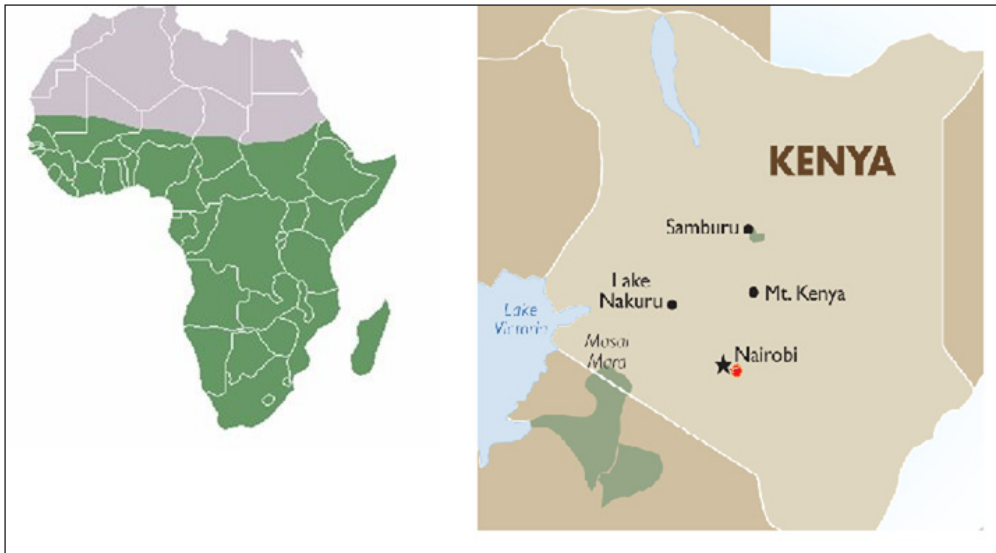 KENYA
Samburu
Lake
Nakuru
Mt. Kenya
Lake
Victoria
Masai
Mara
Nairobi